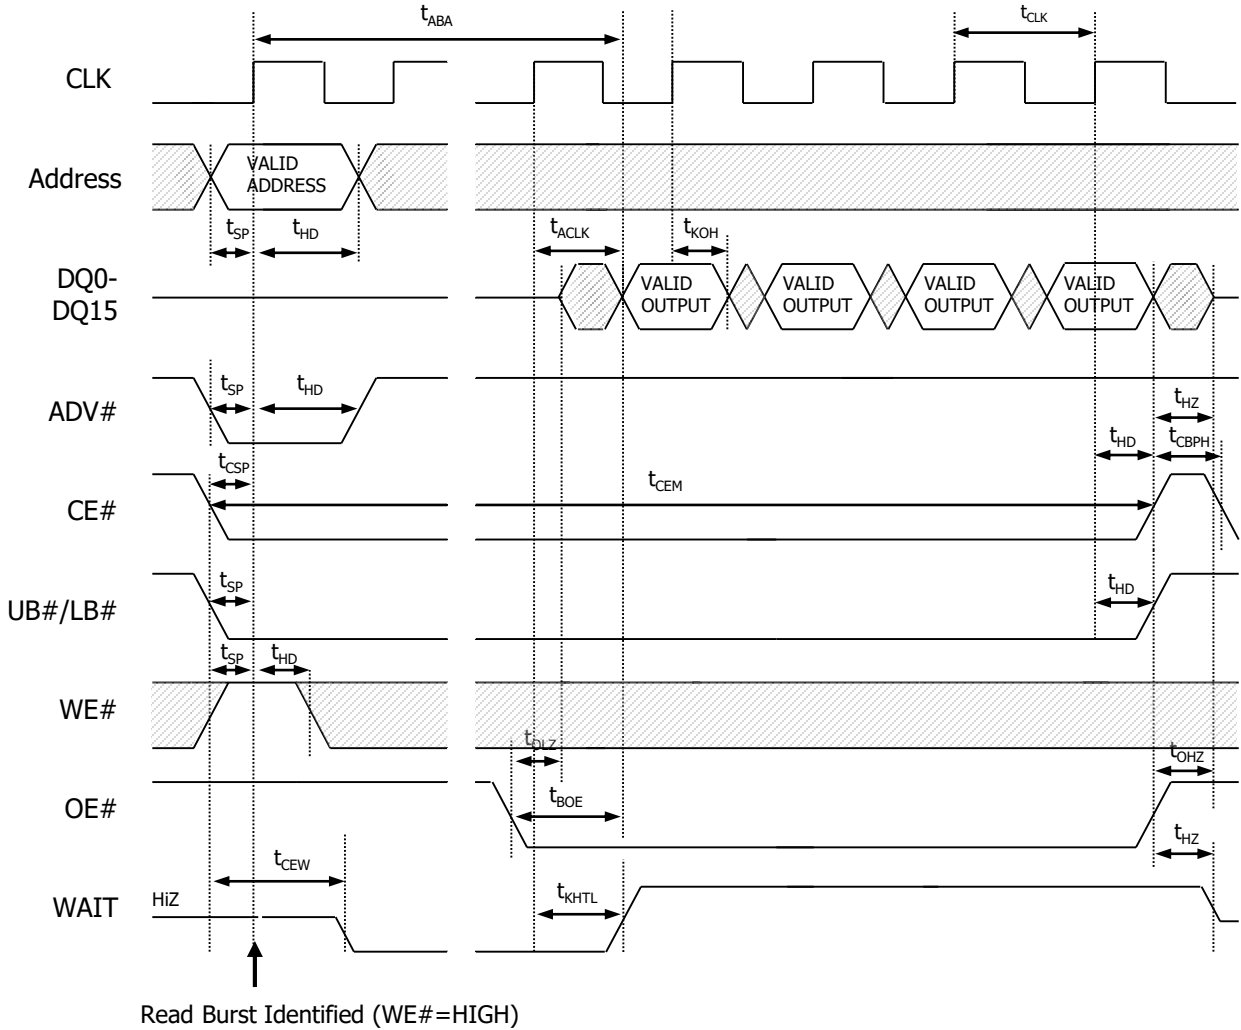 tABA
tCLK
CLK
Address
VALID
ADDRESS
tSP
tHD
tACLK
tKOH
DQ0-
DQ15
VALID
OUTPUT
VALID
OUTPUT
VALID
OUTPUT
VALID
OUTPUT
ADV#
tSP
tHD
tHZ
tHD
tCBPH
tCSP
CE#
tCEM
UB#/LB#
tSP
tHD
tSP
tHD
WE#
tOLZ
tOHZ
OE#
tBOE
tHZ
tCEW
WAIT
HiZ
tKHTL
Read Burst Identified (WE#=HIGH)